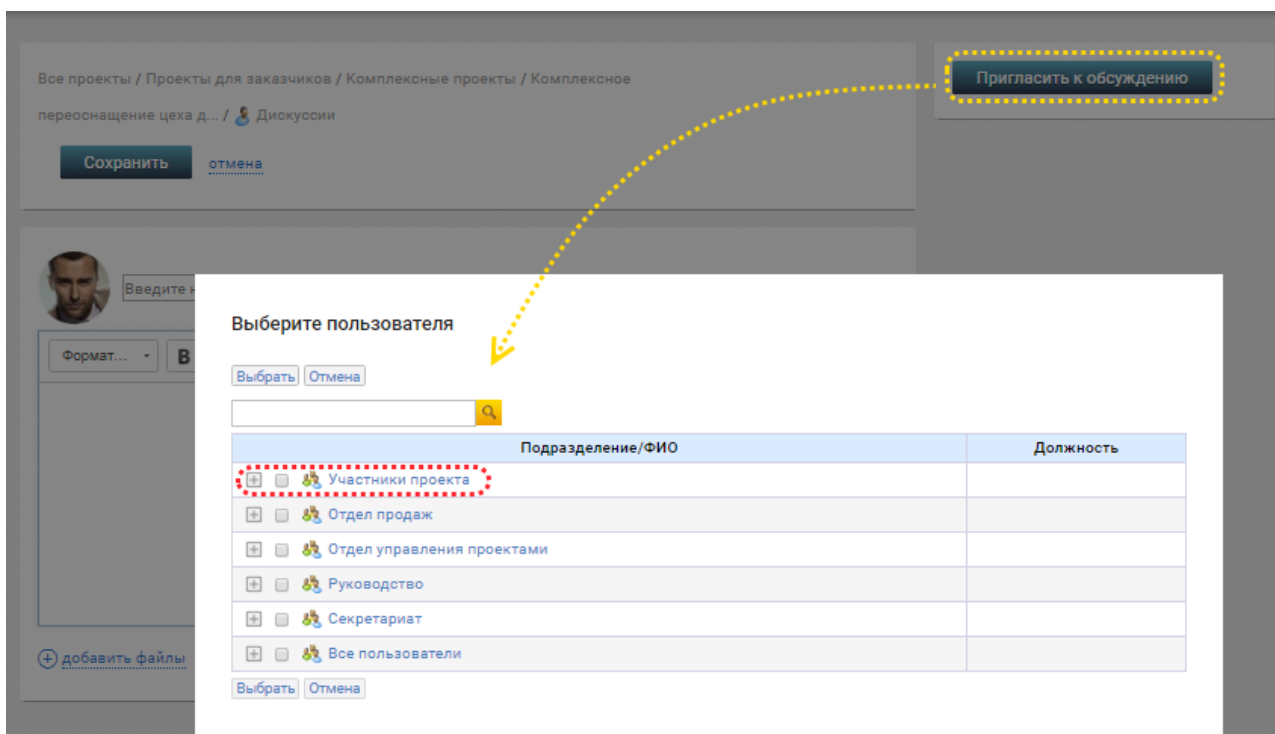 Все проекты / Проекты для заказчиков / Комплексные проекты / Комплексное
переоснащение цеха д... / Дискуссии
Сохранить отмена
Пригласить к обсуждению
Введите н
Формат... B
добавить файлы
Выберите пользователя
Выбрать Отмена
Подразделение/ФИО Должность
Участники проекта
Отдел продаж
Отдел управления проектами
Руководство
Секретариат
Все пользователи
Выбрать Отмена